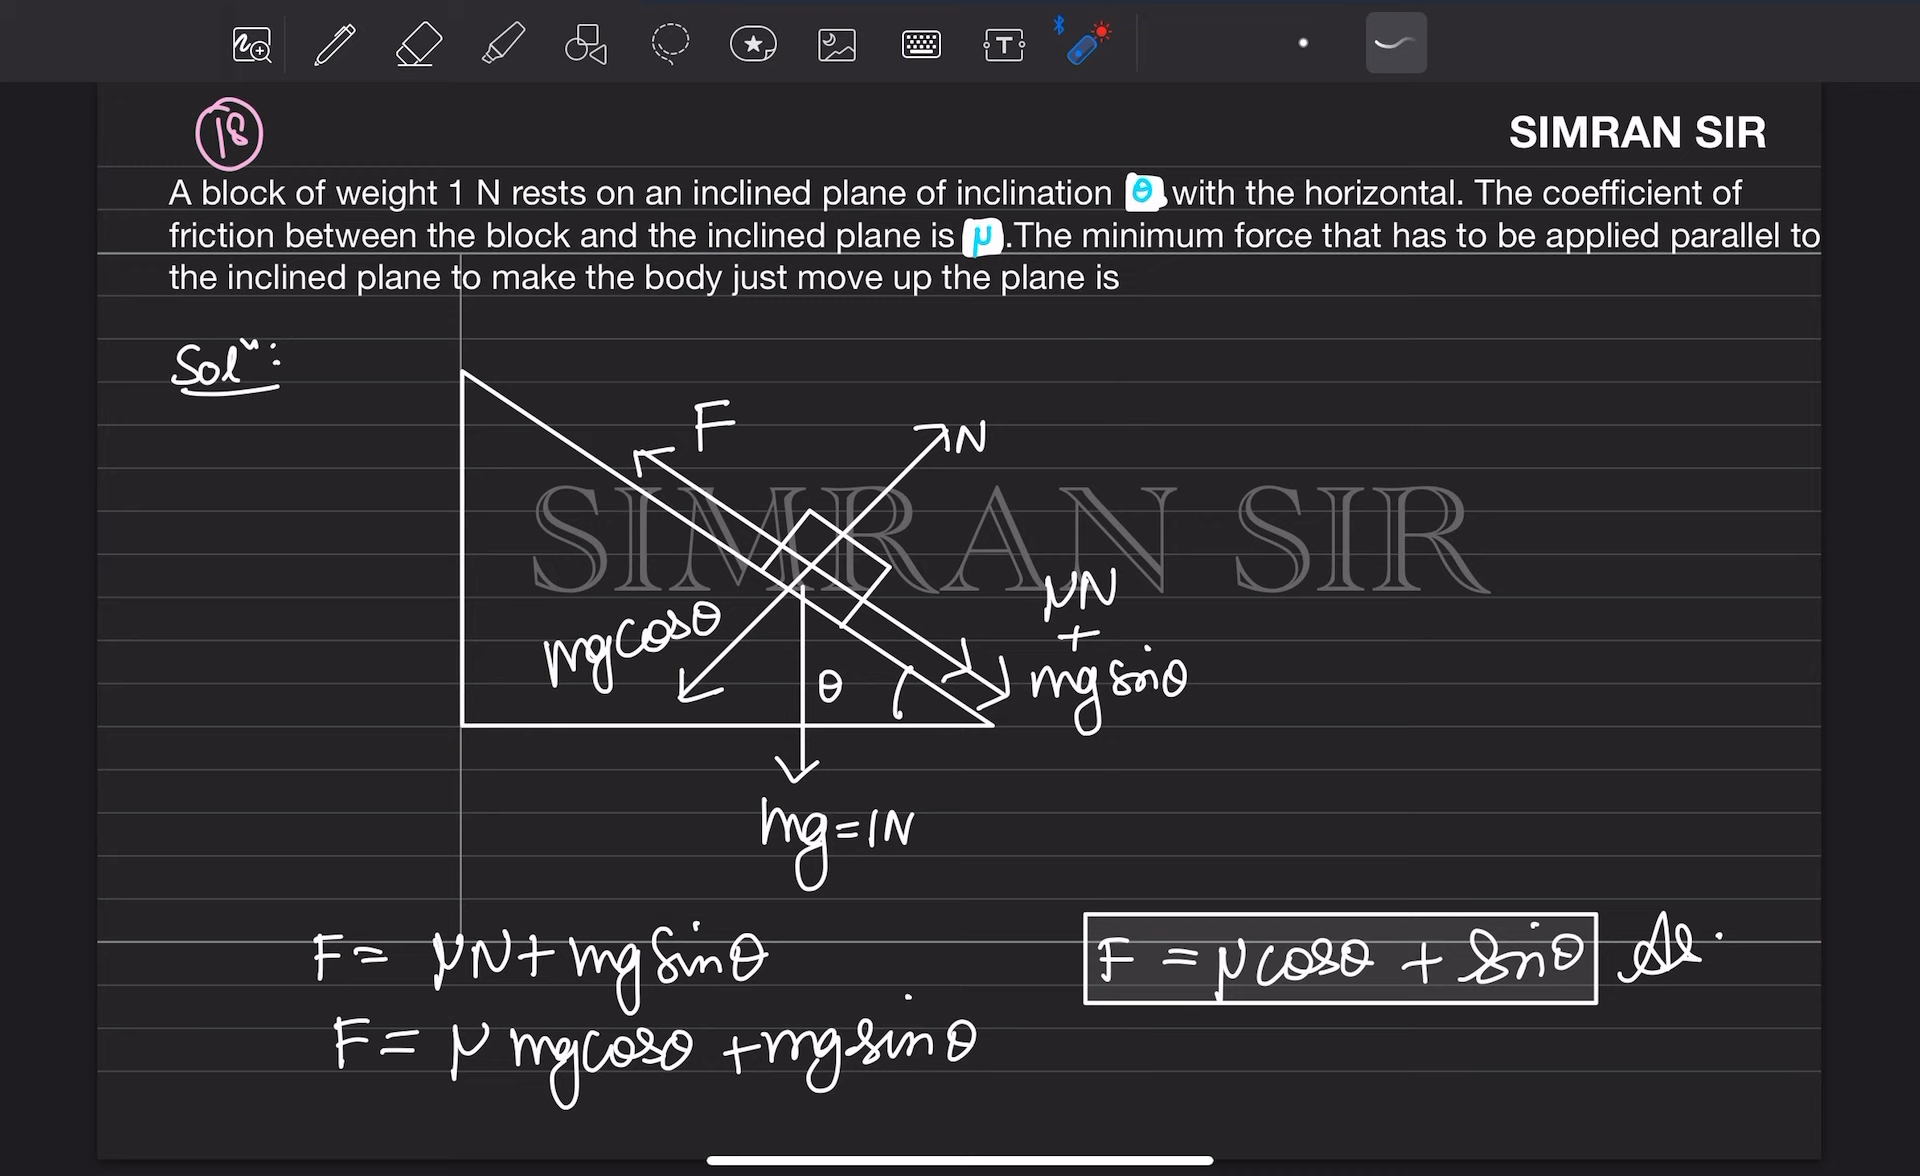 18
SIMRAN SIR
A block of weight 1 N rests on an inclined plane of inclination θ with the horizontal. The coefficient of
friction between the block and the inclined plane is μ.The minimum force that has to be applied parallel to
the inclined plane to make the body just move up the plane is
Solⁿ:
F
N
SIMRAN SIR
μN
+
mg sinθ
mgcosθ
θ
mg=1N
F= μN+mg sinθ
F= μ mgcosθ +mg sinθ
F = μcosθ + sinθ